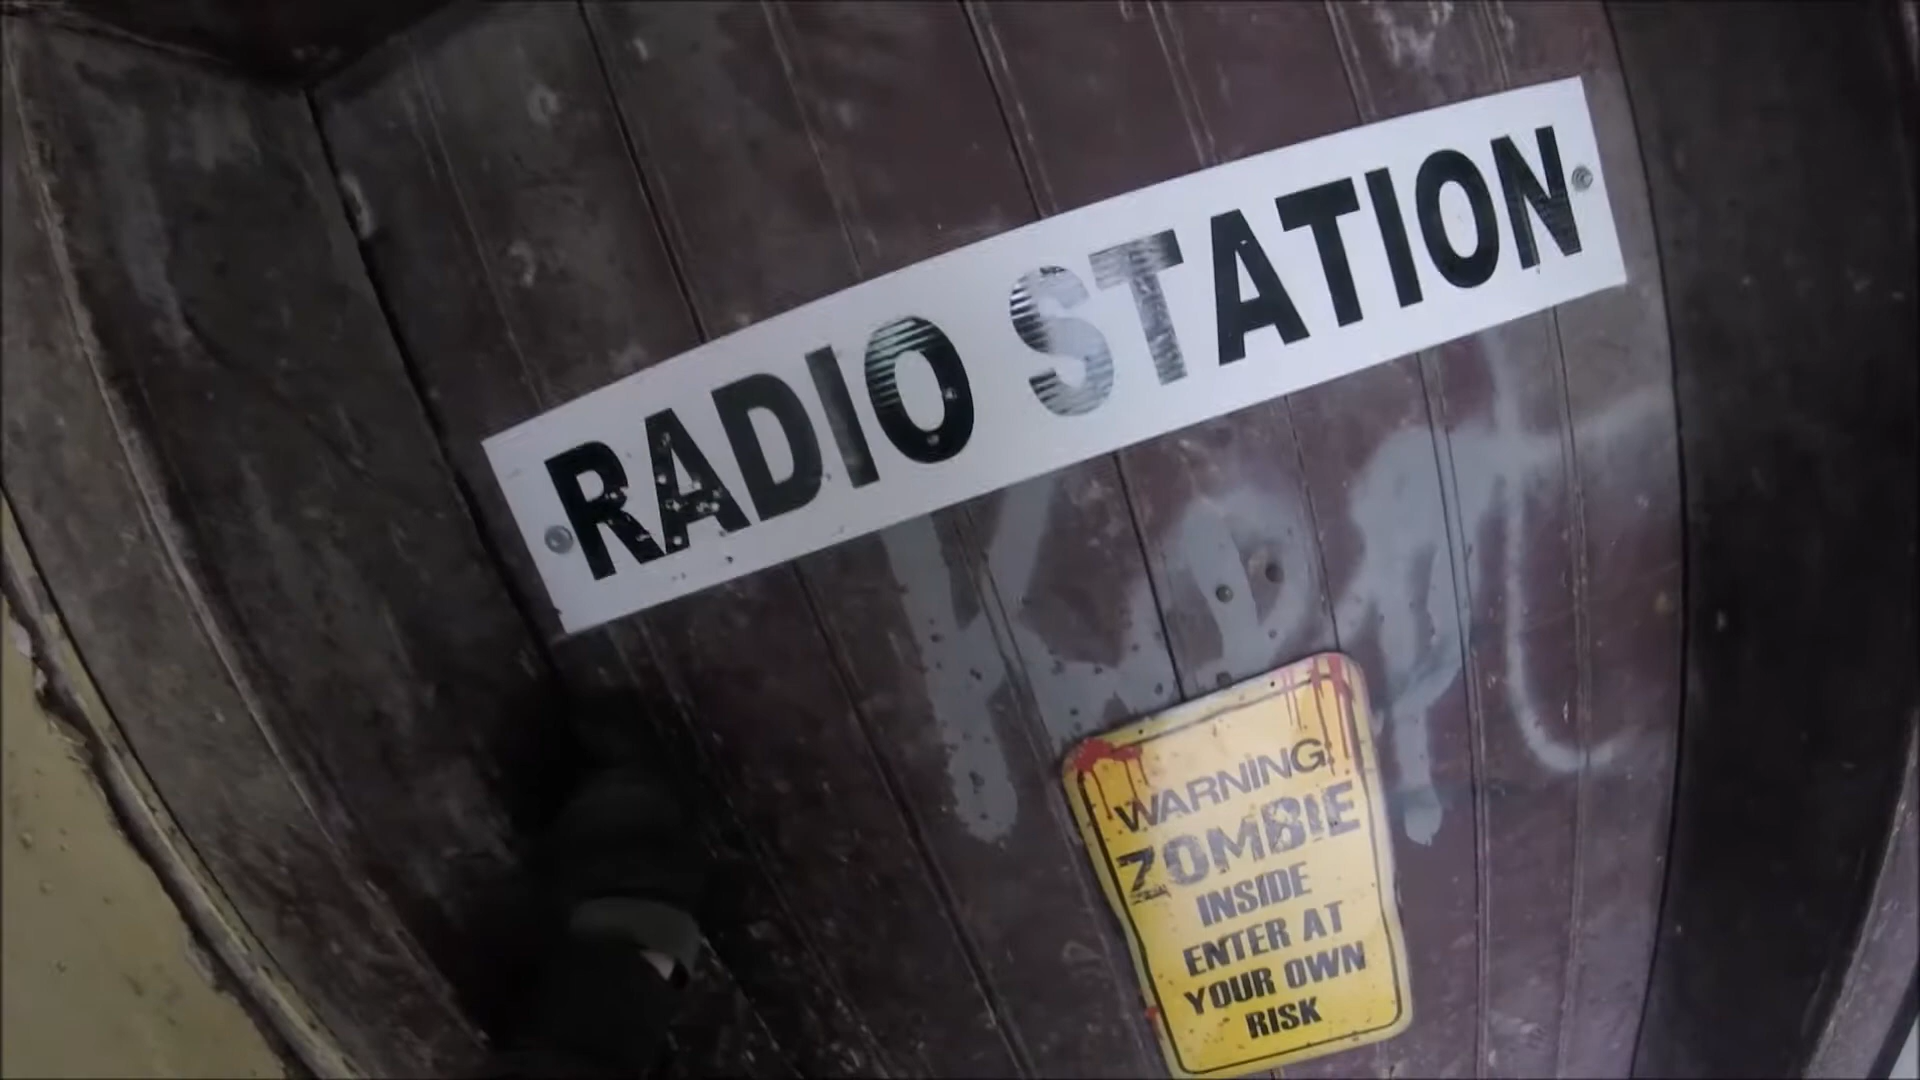 RADIO STATION
WARNING:
ZOMBIE
INSIDE
ENTER AT
YOUR OWN
RISK